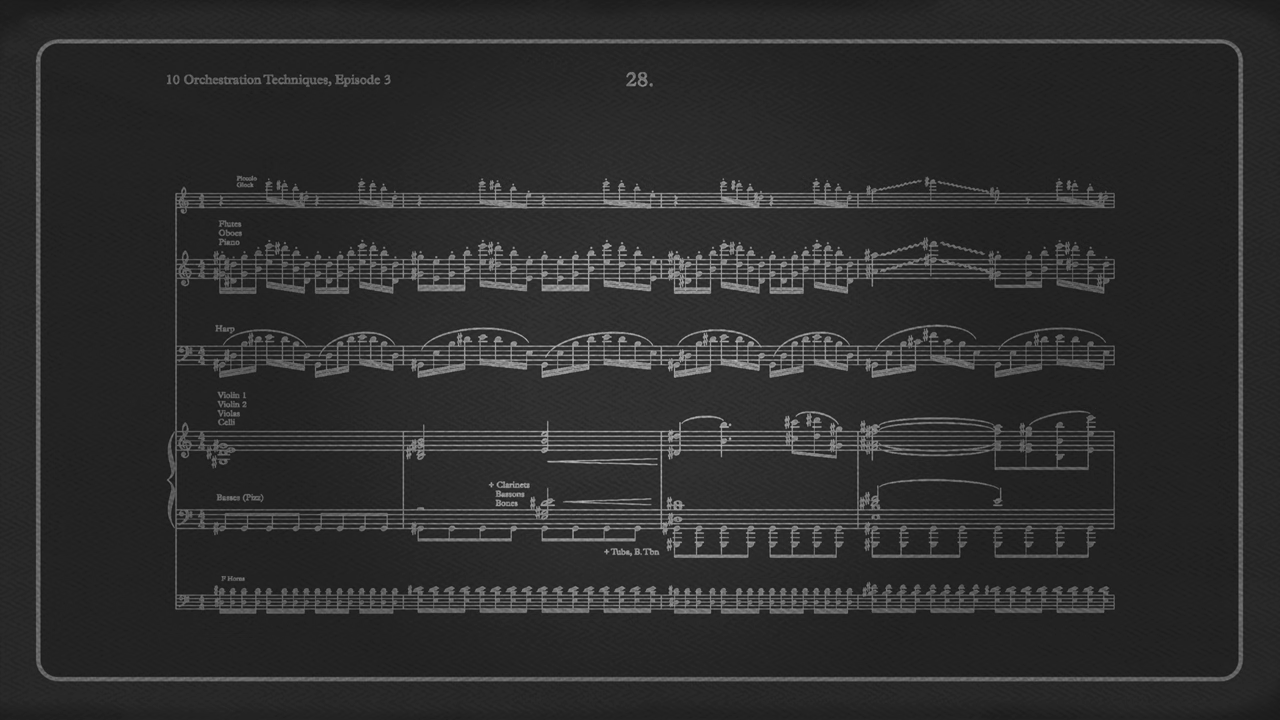 10 Orchestration Techniques, Episode 3
28.
Piccolo
Glock
Flutes
Oboes
Piano
Harp
Violin 1
Violin 2
Violas
Celli
+ Clarinets
Bassons
Bones
Basses (Pizz)
+ Tuba, B. Tbn
F Horns